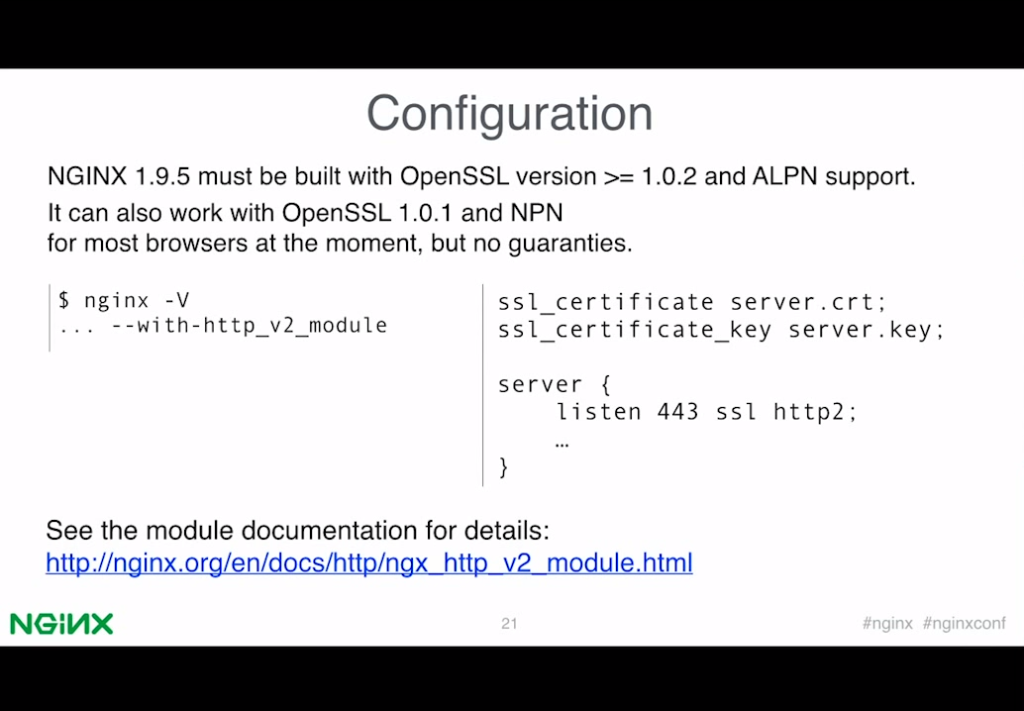 Configuration
NGINX 1.9.5 must be built with OpenSSL version >= 1.0.2 and ALPN support.
It can also work with OpenSSL 1.0.1 and NPN
for most browsers at the moment, but no guaranties.
$ nginx -V
... --with-http_v2_module
ssl_certificate server.crt;
ssl_certificate_key server.key;
server {
listen 443 ssl http2;
…
}
See the module documentation for details:
http://nginx.org/en/docs/http/ngx_http_v2_module.html
NGINX
21
#nginx #nginxconf